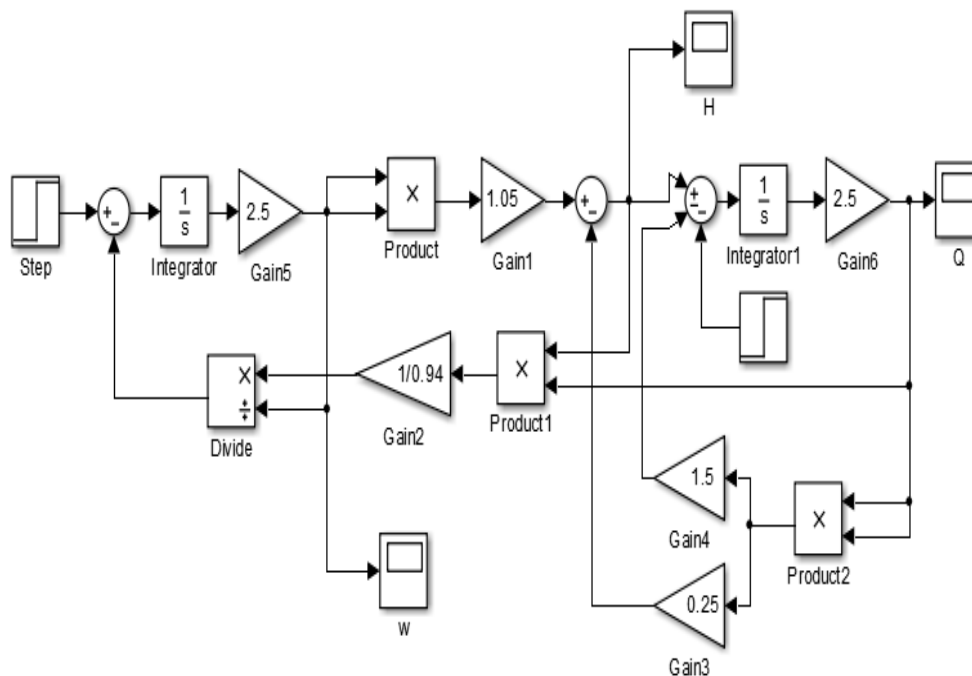 H
1
s
2.5
×
1.05
1
s
2.5
Step
Integrator
Gain5
Product
Gain1
Integrator1
Gain6
Q
1/0.94
×
×
÷
Divide
Gain2
Product1
1.5
×
Gain4
Product2
w
0.25
Gain3